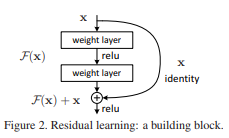 x
weight layer
F(x)
relu
weight layer
x
identity
F(x) + x
+
relu
Figure 2. Residual learning: a building block.